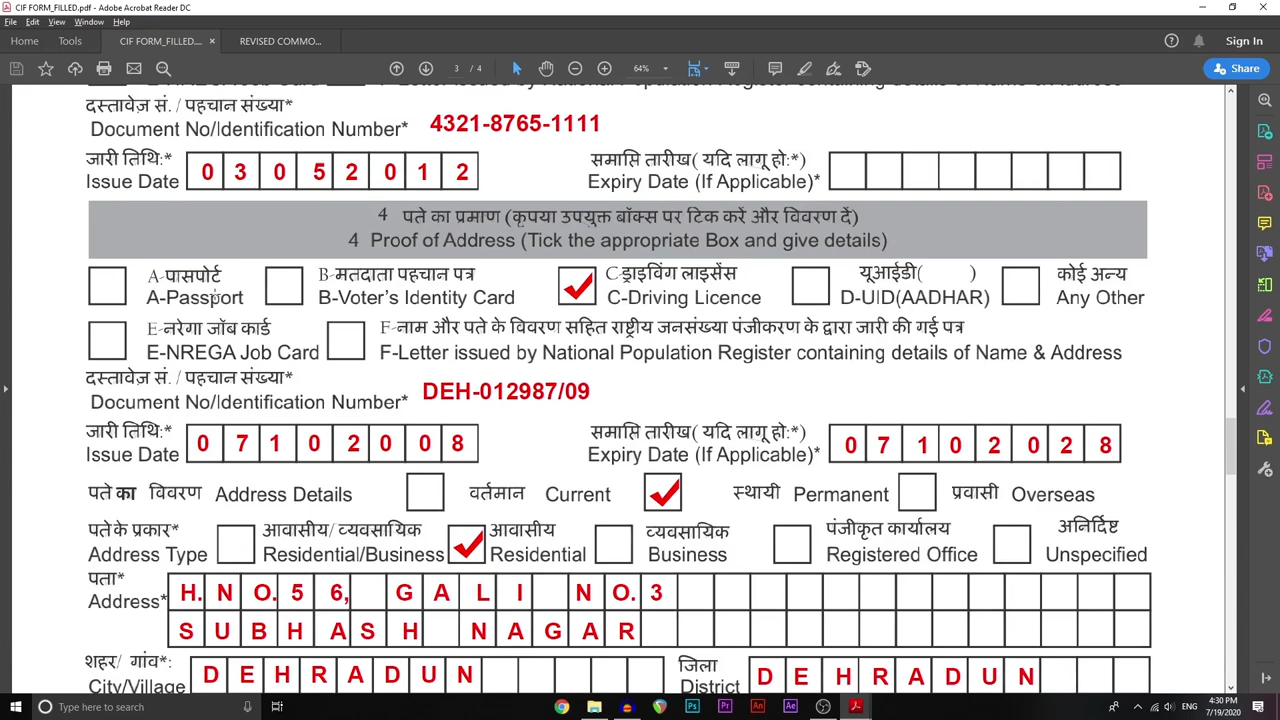 CIF FORM_FILLED.pdf - Adobe Acrobat Reader DC
File Edit View Window Help
Home Tools CIF FORM_FILLED.... × REVISED COMMO... Sign In
3 / 4 64% Share
दस्तावेज़ सं. / पहचान संख्या*
Document No/Identification Number* 4321-8765-1111
जारी तिथि:* समाप्ति तारीख( यदि लागू हो:*)
Issue Date 0 3 0 5 2 0 1 2 Expiry Date (If Applicable)*
4 पते का प्रमाण (कृपया उपयुक्त बॉक्स पर टिक करें और विवरण दें)
4 Proof of Address (Tick the appropriate Box and give details)
A-पासपोर्ट B-मतदाता पहचान पत्र C-ड्राइविंग लाइसेंस यूआईडी( ) कोई अन्य
A-Passport B-Voter's Identity Card C-Driving Licence D-UID(AADHAR) Any Other
E-नरेगा जॉब कार्ड F-नाम और पते के विवरण सहित राष्ट्रीय जनसंख्या पंजीकरण के द्वारा जारी की गई पत्र
E-NREGA Job Card F-Letter issued by National Population Register containing details of Name & Address
दस्तावेज़ सं. / पहचान संख्या*
Document No/Identification Number* DEH-012987/09
जारी तिथि:* समाप्ति तारीख( यदि लागू हो:*)
Issue Date 0 7 1 0 2 0 0 8 Expiry Date (If Applicable)* 0 7 1 0 2 0 2 8
पते का विवरण Address Details वर्तमान Current स्थायी Permanent प्रवासी Overseas
पते के प्रकार* आवासीय/ व्यवसायिक आवासीय व्यवसायिक पंजीकृत कार्यालय अनिर्दिष्ट
Address Type Residential/Business Residential Business Registered Office Unspecified
पता*
Address* H. N O. 5 6, G A L I N O. 3
S U B H A S H N A G A R
शहर/ गांव*: जिला
City/Village D E H R A D U N District D E H R A D U N
Type here to search
4:30 PM
7/19/2020